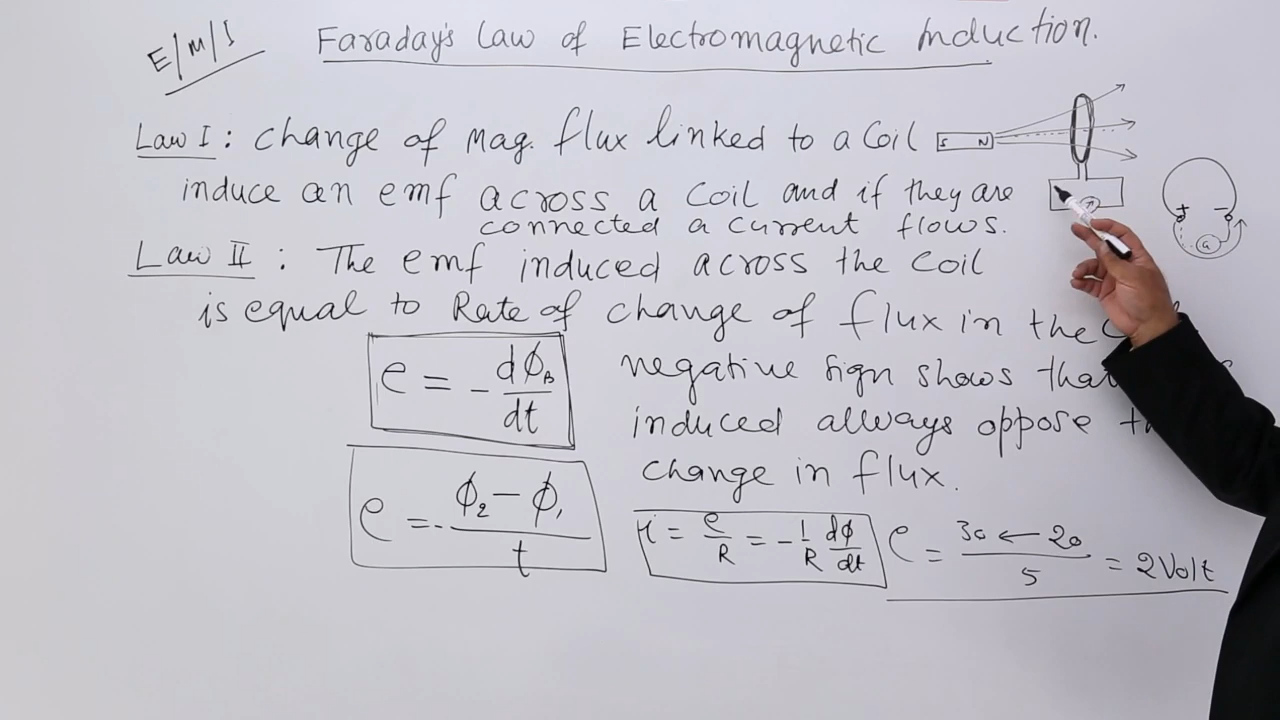 E/M/I
Faraday's Law of Electromagnetic Induction.
Law I : Change of Mag. flux linked to a Coil
induce an emf across a Coil and if they are
connected a current flows.
S N
+ −
G
Law II : The emf induced across the Coil
is equal to Rate of change of flux in the
e = - dϕB/dt
negative sign shows that
induced always oppose
change in flux.
e = - ϕ2 − ϕ1 / t
i = e/R = - 1/R dϕ/dt
e = 30 ← 20 / 5 = 2 Volt